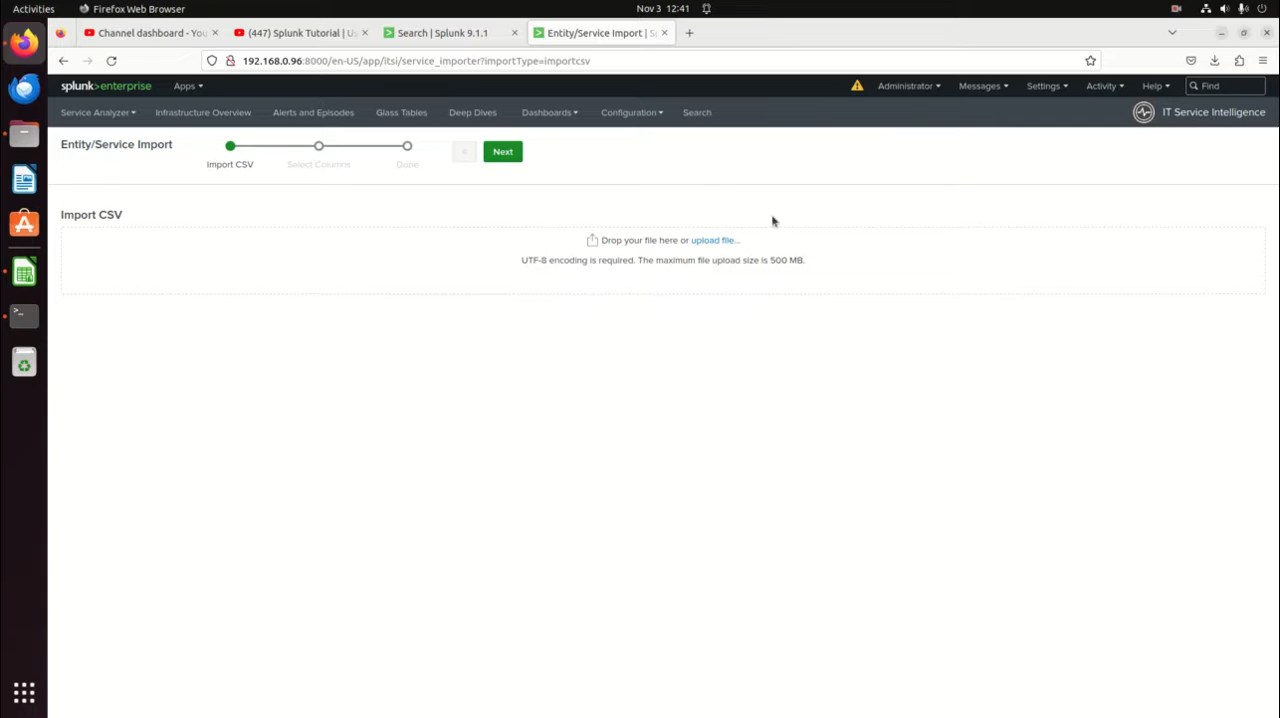 Activities Firefox Web Browser Nov 3 12:41
Channel dashboard - You (447) Splunk Tutorial | U Search | Splunk 9.1.1 Entity/Service Import | Sp
192.168.0.96:8000/en-US/app/itsi/service_importer?importType=importcsv
splunk>enterprise Apps Administrator Messages Settings Activity Help Find
Service Analyzer Infrastructure Overview Alerts and Episodes Glass Tables Deep Dives Dashboards Configuration Search IT Service Intelligence
Entity/Service Import Next
Import CSV Select Columns Done
Import CSV
Drop your file here or upload file...
UTF-8 encoding is required. The maximum file upload size is 500 MB.